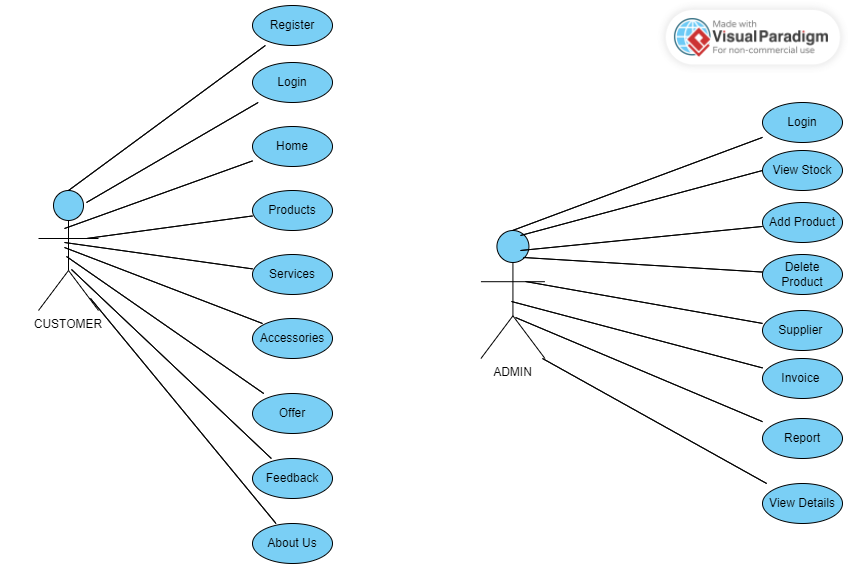 Register
Login
Home
Products
Services
Accessories
Offer
Feedback
About Us
CUSTOMER
Made with
Visual Paradigm
For non-commercial use
Login
View Stock
Add Product
Delete
Product
Supplier
Invoice
Report
View Details
ADMIN